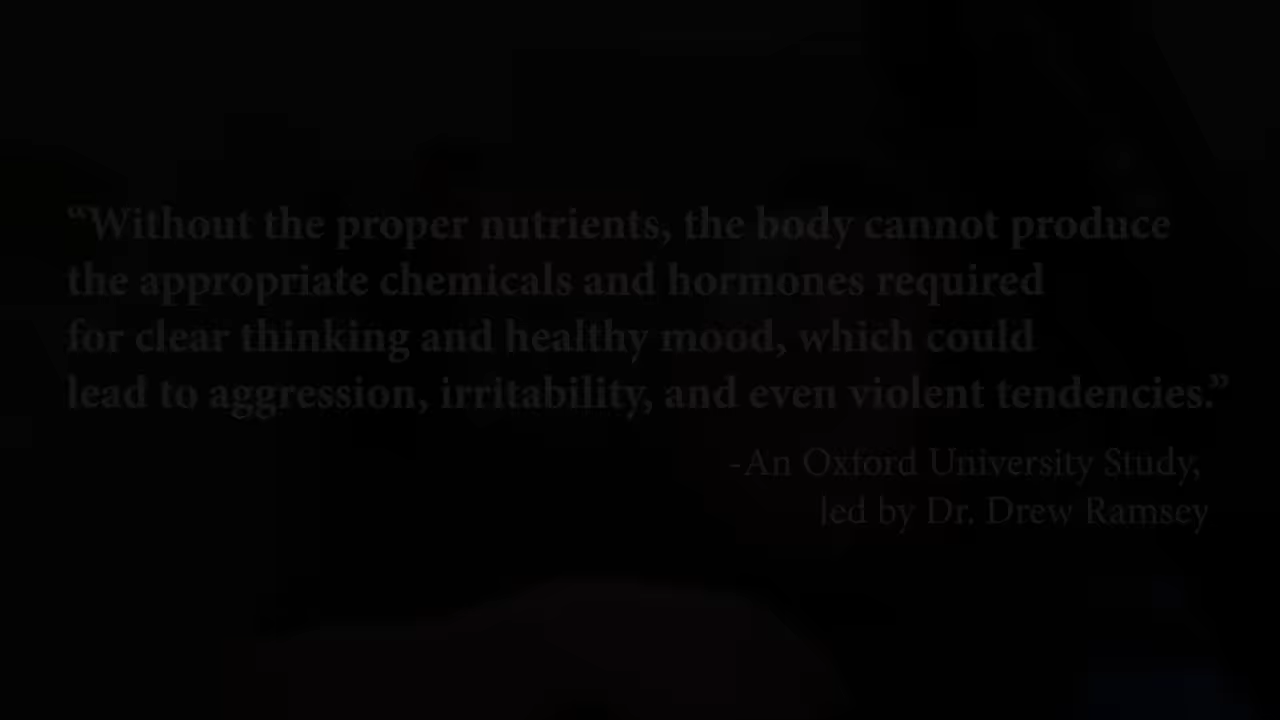 “Without the proper nutrients, the body cannot produce
the appropriate chemicals and hormones required
for clear thinking and healthy mood, which could
lead to aggression, irritability, and even violent tendencies.”
-An Oxford University Study,
led by Dr. Drew Ramsey